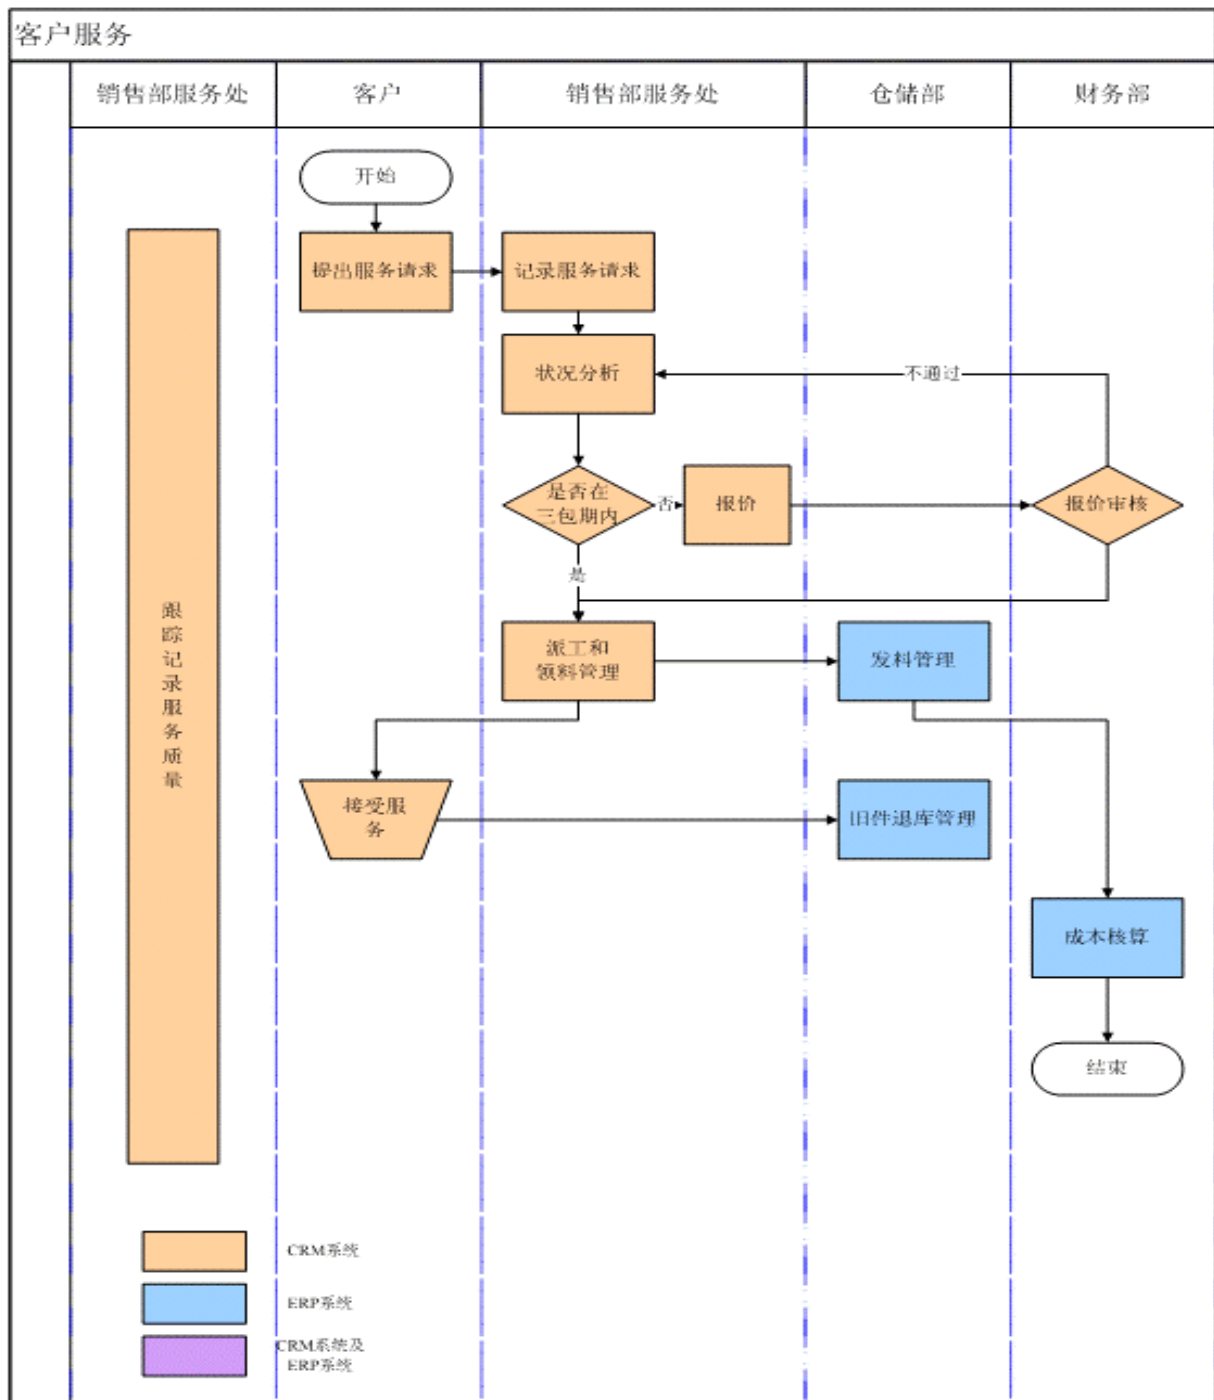 客户服务
销售部服务处
客户
销售部服务处
仓储部
财务部
开始
提出服务请求
记录服务请求
状况分析
不通过
是否在
三包期内
否
报价
报价审核
是
派工和
领料管理
发料管理
跟
踪
记
录
服
务
质
量
接受服
务
旧件退库管理
成本核算
结束
CRM系统
ERP系统
CRM系统及
ERP系统